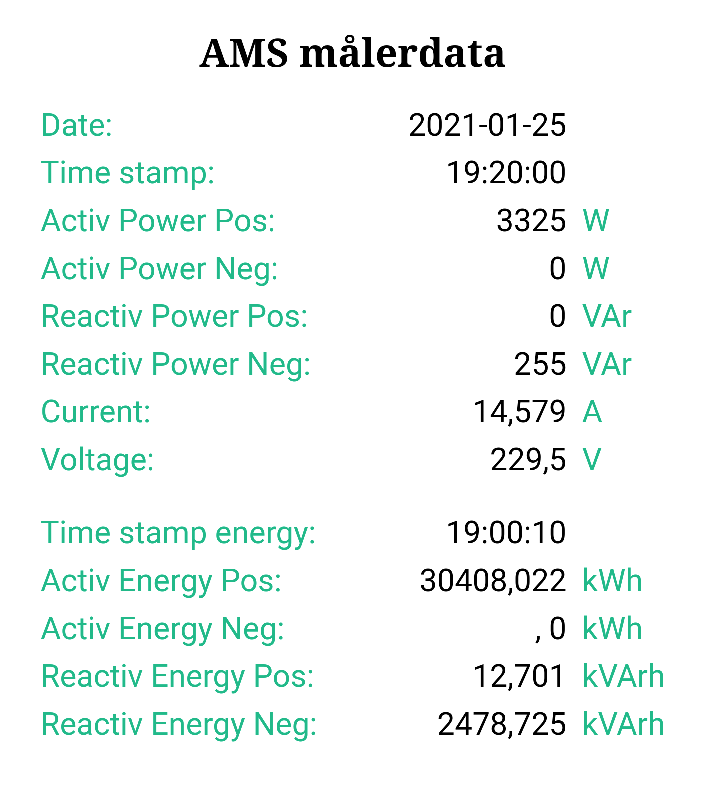 AMS målerdata
Date: 2021-01-25
Time stamp: 19:20:00
Activ Power Pos: 3325 W
Activ Power Neg: 0 W
Reactiv Power Pos: 0 VAr
Reactiv Power Neg: 255 VAr
Current: 14,579 A
Voltage: 229,5 V
Time stamp energy: 19:00:10
Activ Energy Pos: 30408,022 kWh
Activ Energy Neg: , 0 kWh
Reactiv Energy Pos: 12,701 kVArh
Reactiv Energy Neg: 2478,725 kVArh